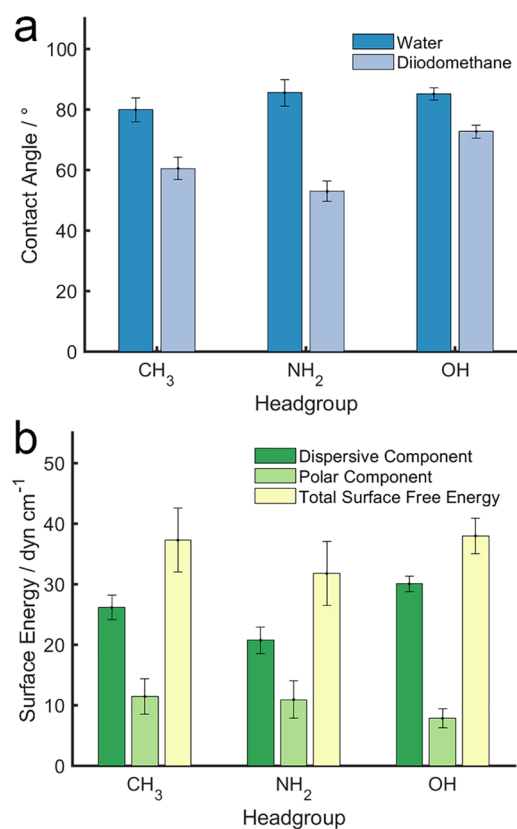 a
100
80
60
40
20
0
Contact Angle / °
Water
Diiodomethane
CH3
NH2
OH
Headgroup
b
50
40
30
20
10
0
Surface Energy / dyn cm-1
Dispersive Component
Polar Component
Total Surface Free Energy
CH3
NH2
OH
Headgroup